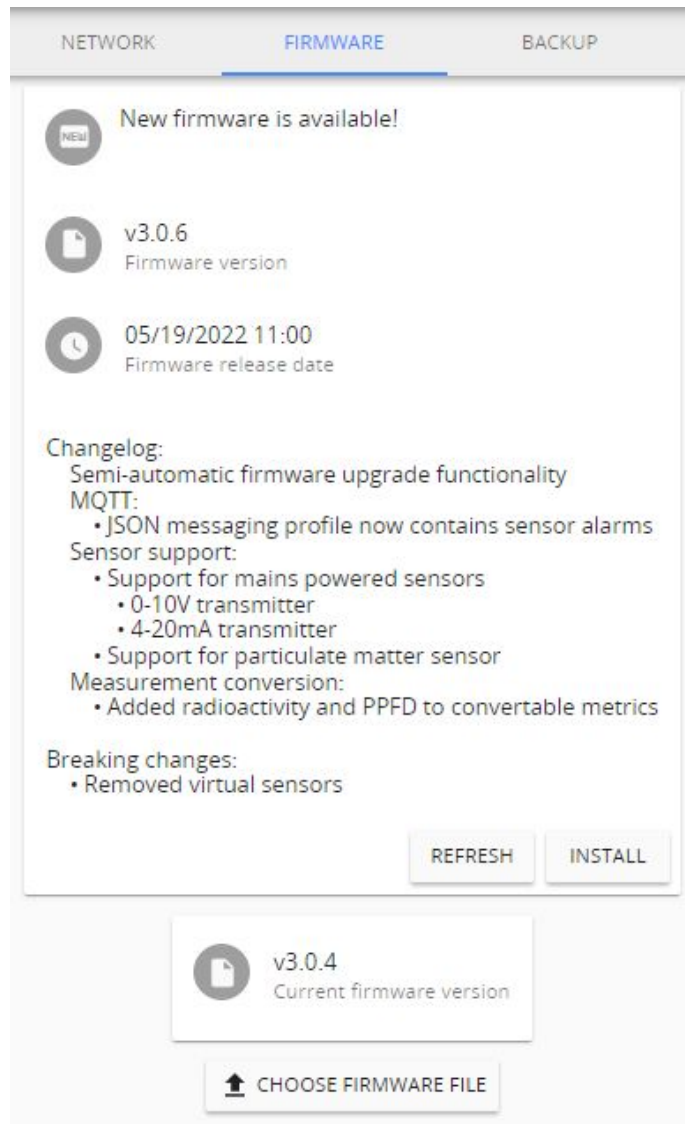 NETWORK FIRMWARE BACKUP
NEW
New firmware is available!
v3.0.6
Firmware version
05/19/2022 11:00
Firmware release date
Changelog:
Semi-automatic firmware upgrade functionality
MQTT:
• JSON messaging profile now contains sensor alarms
Sensor support:
• Support for mains powered sensors
• 0-10V transmitter
• 4-20mA transmitter
• Support for particulate matter sensor
Measurement conversion:
• Added radioactivity and PPFD to convertable metrics
Breaking changes:
• Removed virtual sensors
REFRESH INSTALL
v3.0.4
Current firmware version
CHOOSE FIRMWARE FILE